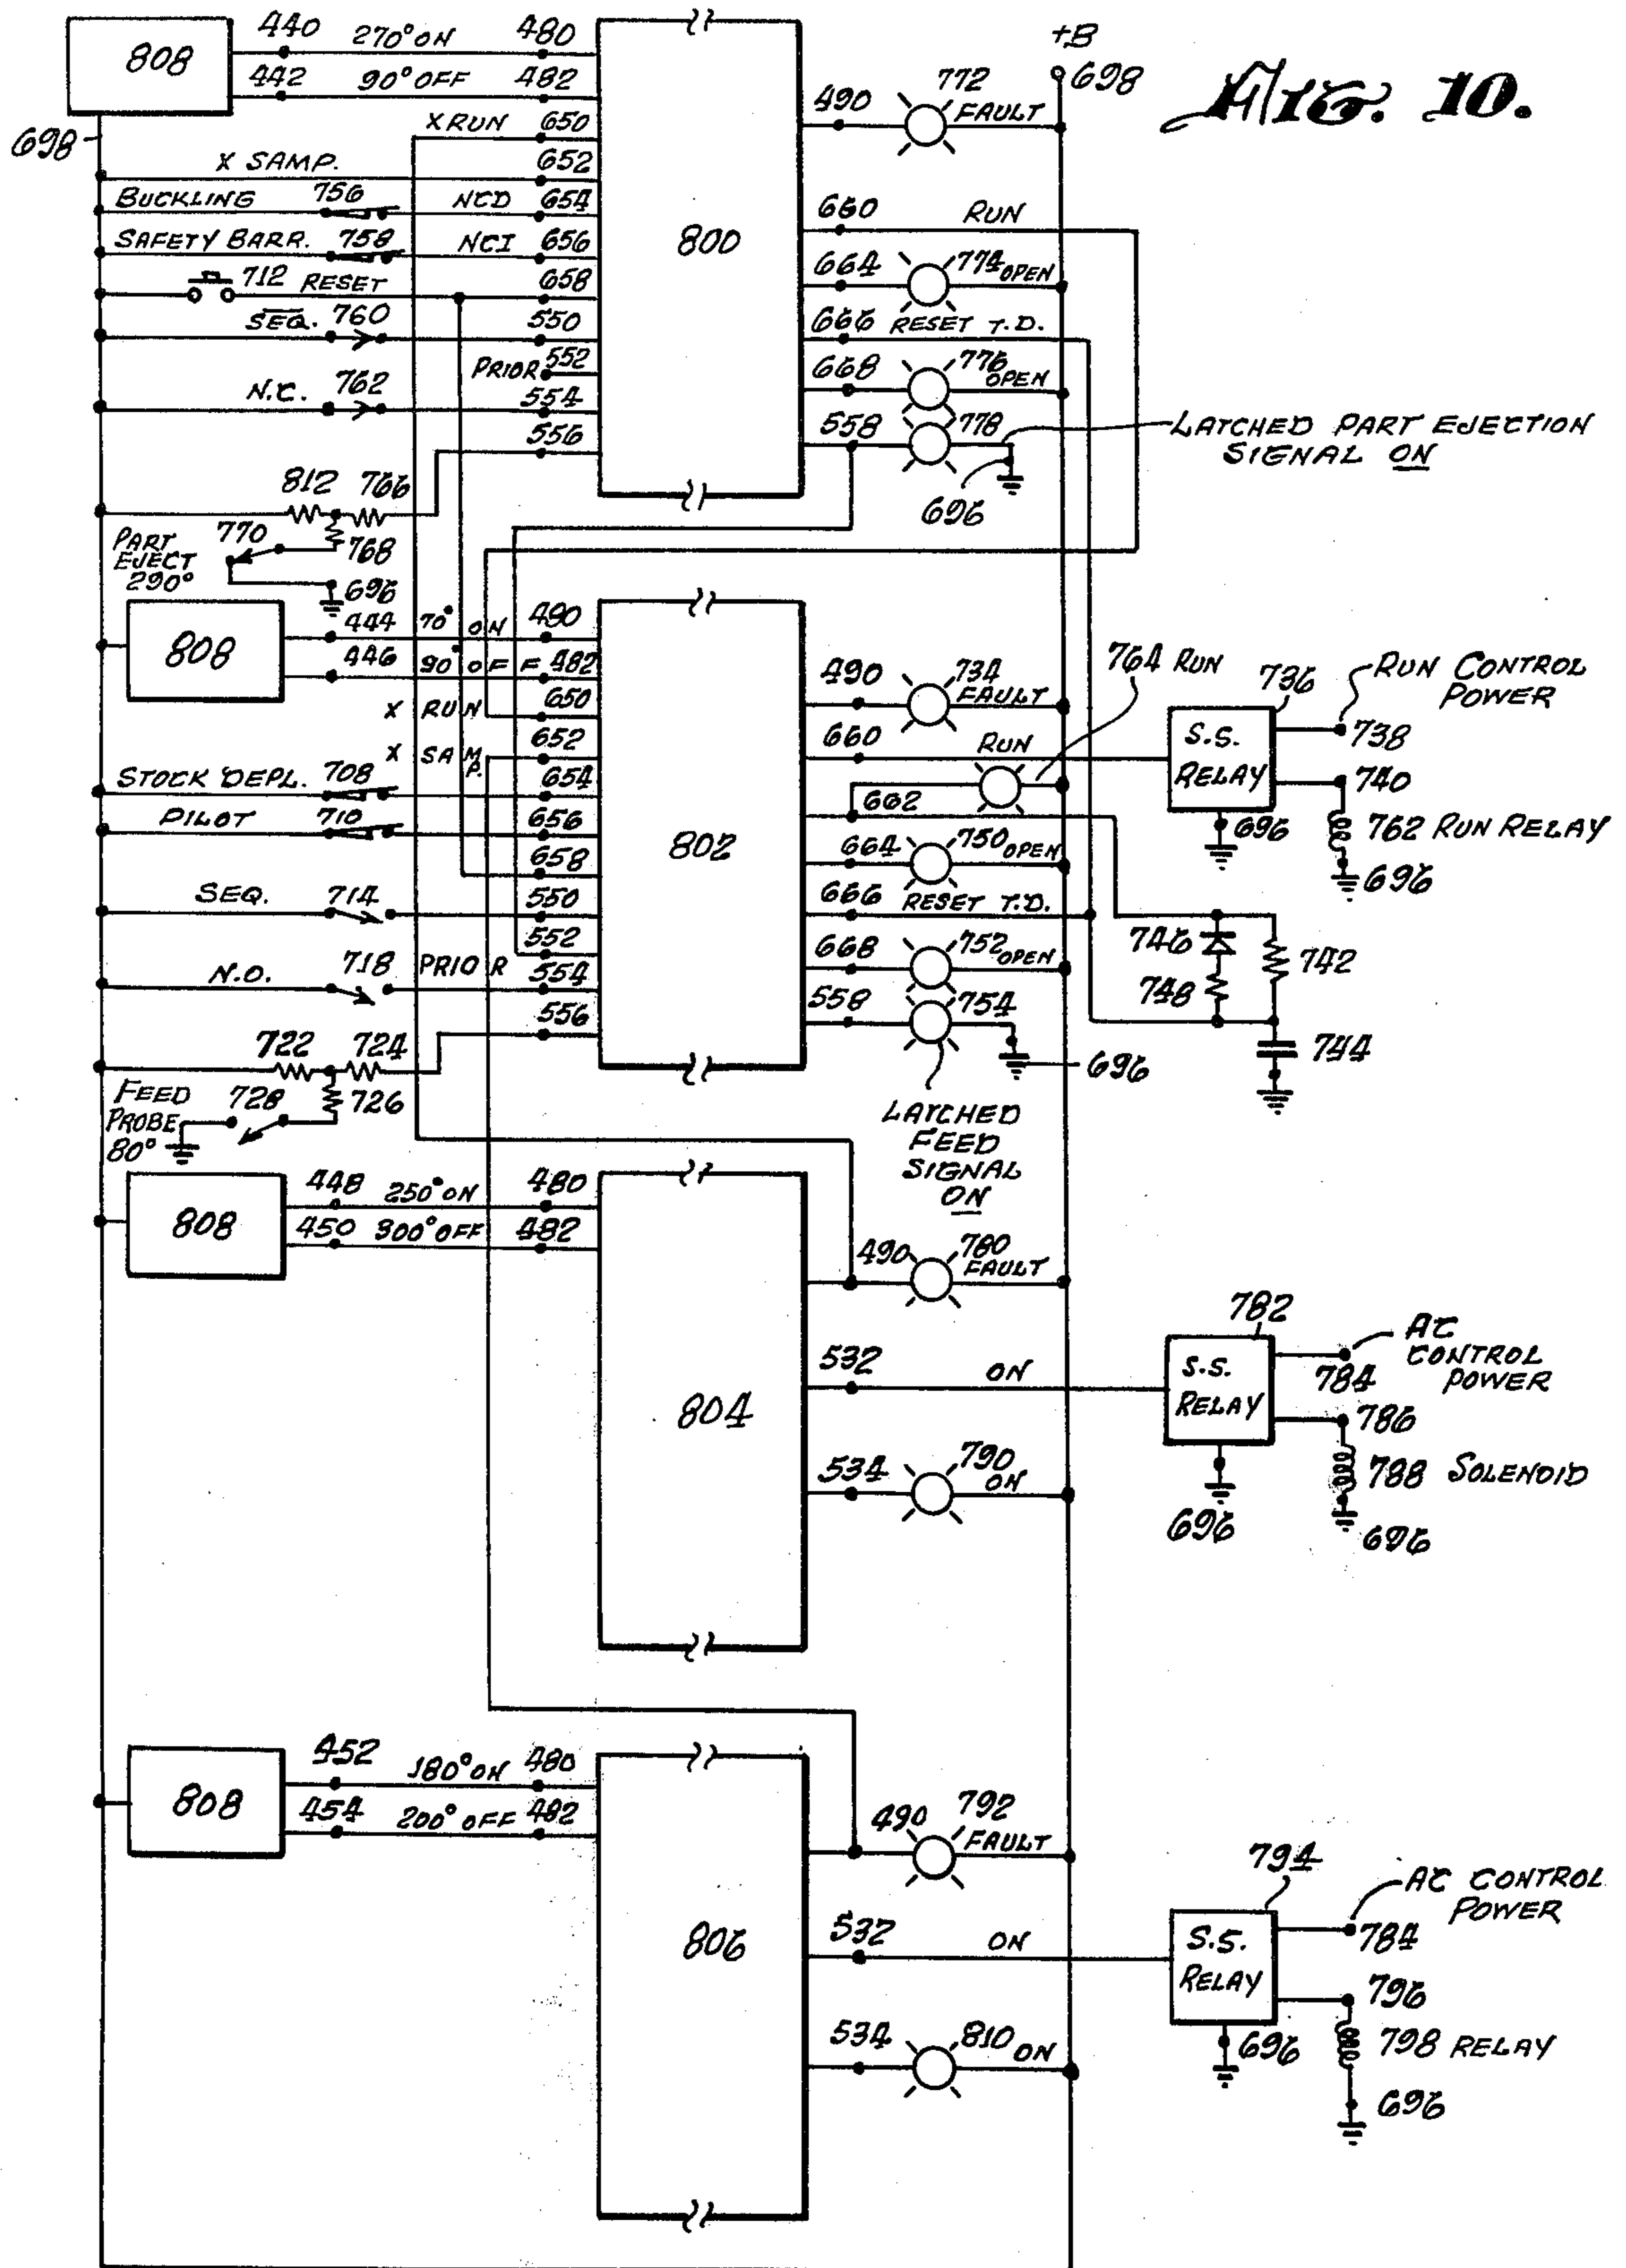 FIG. 10.
+B
698
808
698
440 270° ON 480
442 90° OFF 482
X RUN 650
X SAMP. 652
BUCKLING 756 NCD 654
SAFETY BARR. 758 NCI 656
712 RESET 658
SEQ. 760 550
PRIOR 552
N.C. 762 554
556
812 766
770 768
PART
EJECT
290°
696
800
490 772
FAULT
660 RUN
664 774 OPEN
666 RESET T.D.
668 776 OPEN
558 778
LATCHED PART EJECTION
SIGNAL ON
696
808
444 70° ON 490
446 90° OFF 482
X RUN 650
X SAMP. 652
STOCK DEPL. 708 654
PILOT 710 656
658
SEQ. 714 550
552
N.O. 718 PRIOR 554
556
722 724
728 726
FEED
PROBE
80°
802
490 734
FAULT
764 RUN
660 RUN
662
664 750 OPEN
666 RESET T.D.
668 752 OPEN
558 754
696
LATCHED
FEED
SIGNAL
ON
736
S.S.
RELAY
RUN CONTROL
POWER
738
740
696
762 RUN RELAY
696
746
748
742
744
808
448 250° ON 480
450 300° OFF 482
804
490 780
FAULT
532 ON
534 790
ON
782
S.S.
RELAY
AC
CONTROL
POWER
784
786
788 SOLENOID
696
696
808
452 180° ON 480
454 200° OFF 482
806
490 792
FAULT
532 ON
534 810 ON
794
S.S.
RELAY
AC CONTROL
POWER
784
796
696
798 RELAY
696